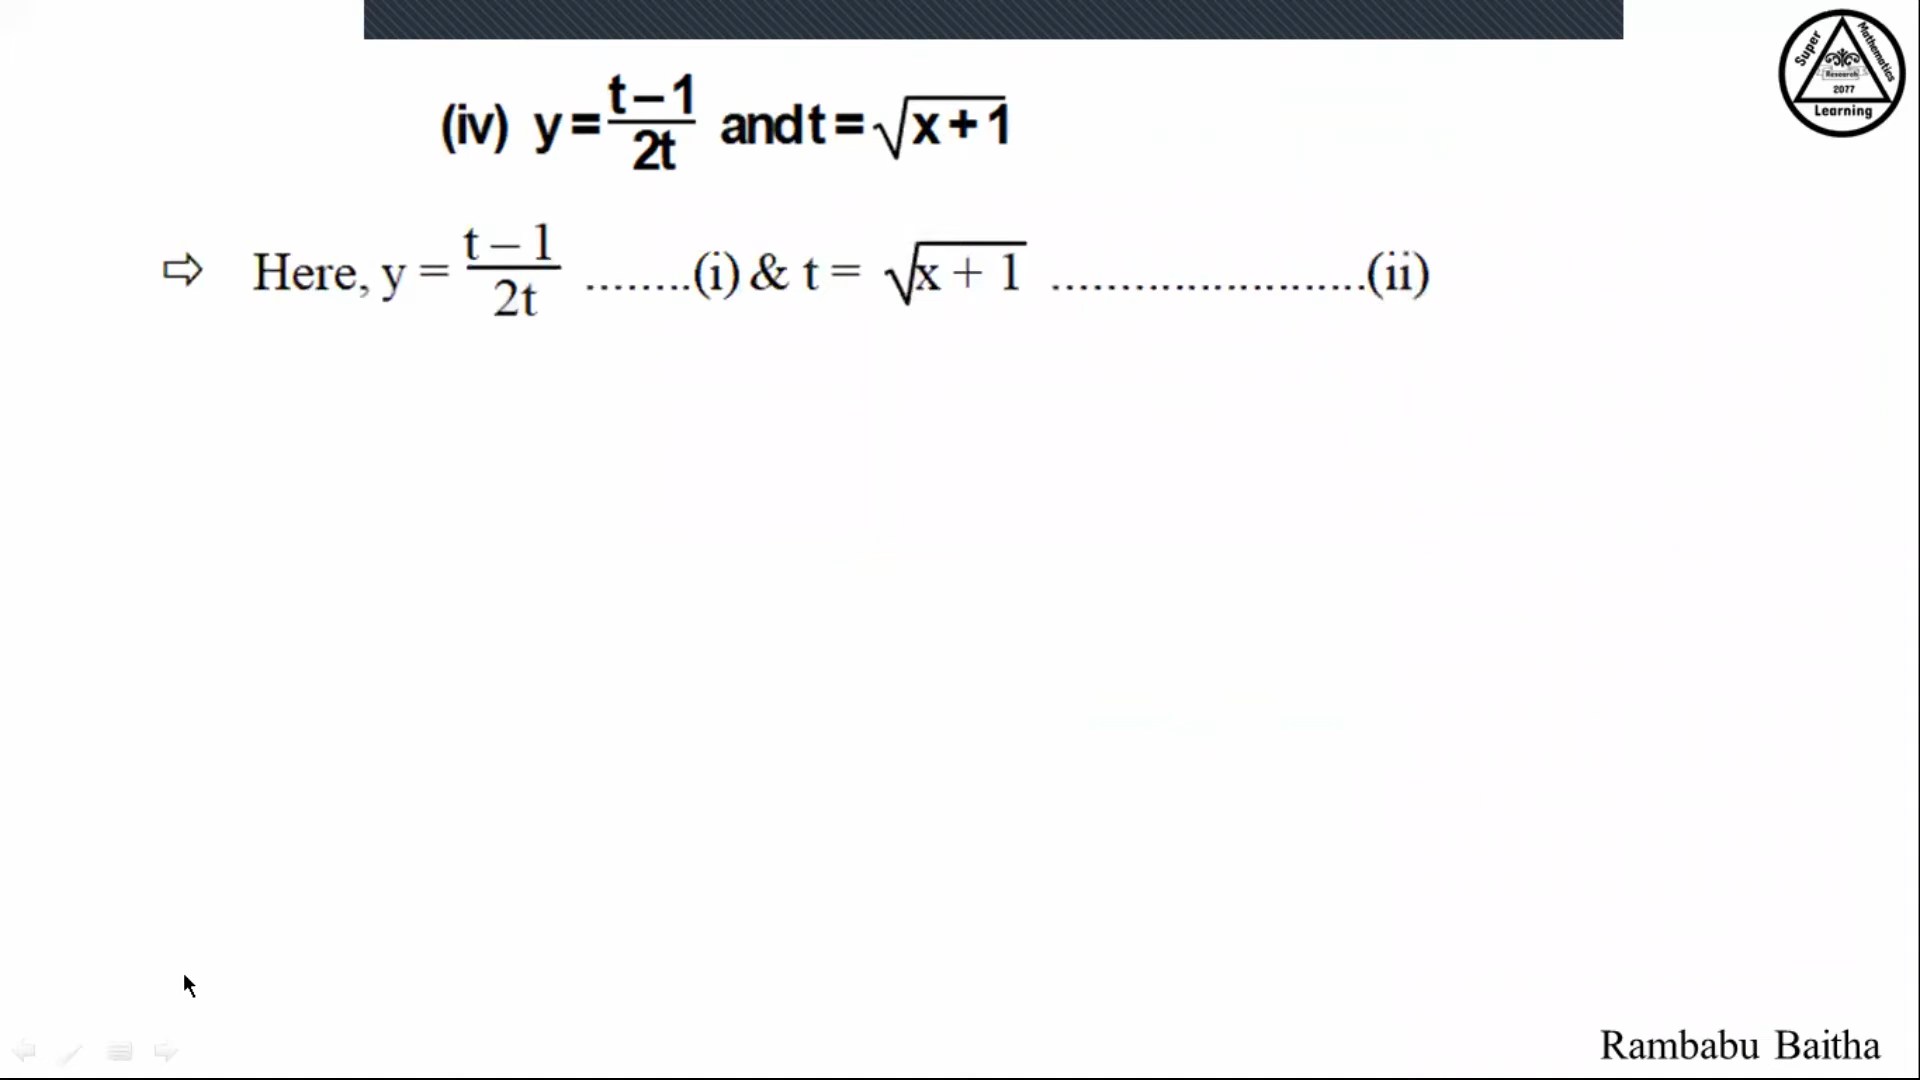 Super Mathematics
Research
2077
Learning
(iv) y = t – 1 / 2t and t = √x + 1
⇨ Here, y = t – 1 / 2t ........(i) & t = √x + 1 .......................(ii)
Rambabu Baitha